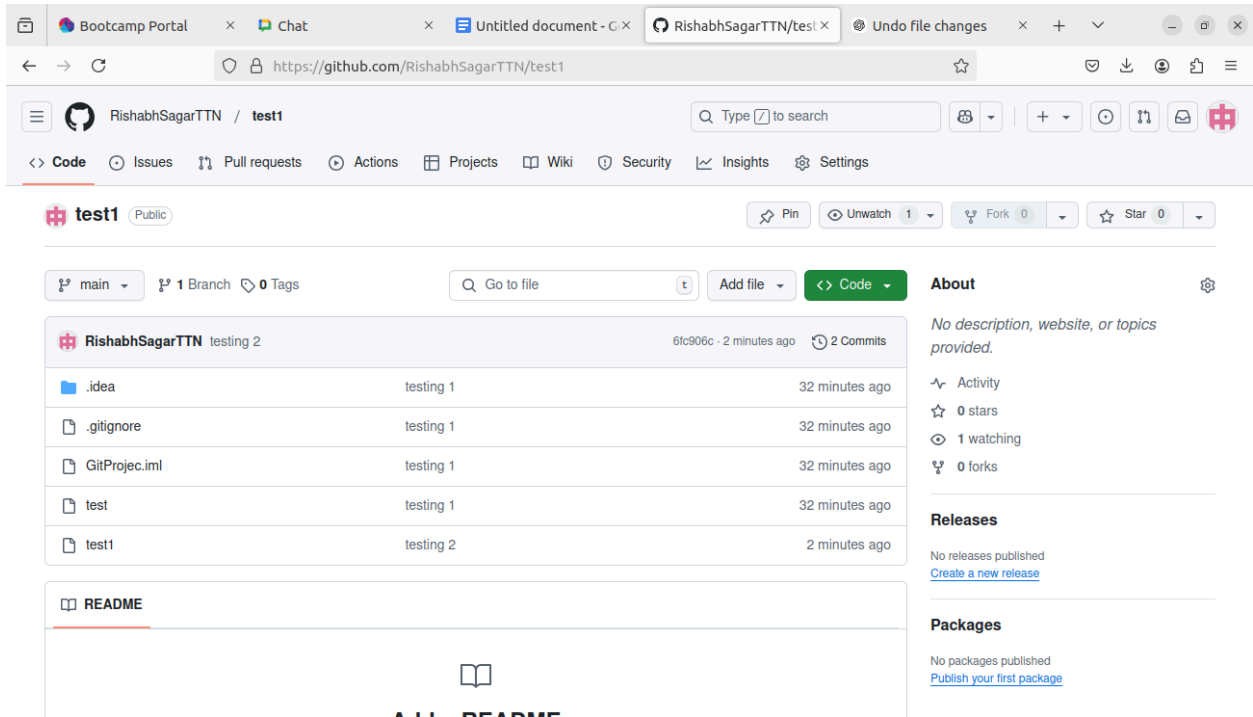 Bootcamp Portal
Chat
Untitled document - G
RishabhSagarTTN/test
Undo file changes
https://github.com/RishabhSagarTTN/test1
RishabhSagarTTN / test1
Type / to search
Code
Issues
Pull requests
Actions
Projects
Wiki
Security
Insights
Settings
test1 Public
Pin
Unwatch 1
Fork 0
Star 0
main
1 Branch
0 Tags
Go to file
t
Add file
<> Code
About
No description, website, or topics
provided.
RishabhSagarTTN testing 2
6fc906c · 2 minutes ago
2 Commits
.idea testing 1 32 minutes ago
.gitignore testing 1 32 minutes ago
GitProjec.iml testing 1 32 minutes ago
test testing 1 32 minutes ago
test1 testing 2 2 minutes ago
Activity
0 stars
1 watching
0 forks
Releases
No releases published
Create a new release
README
Packages
No packages published
Publish your first package